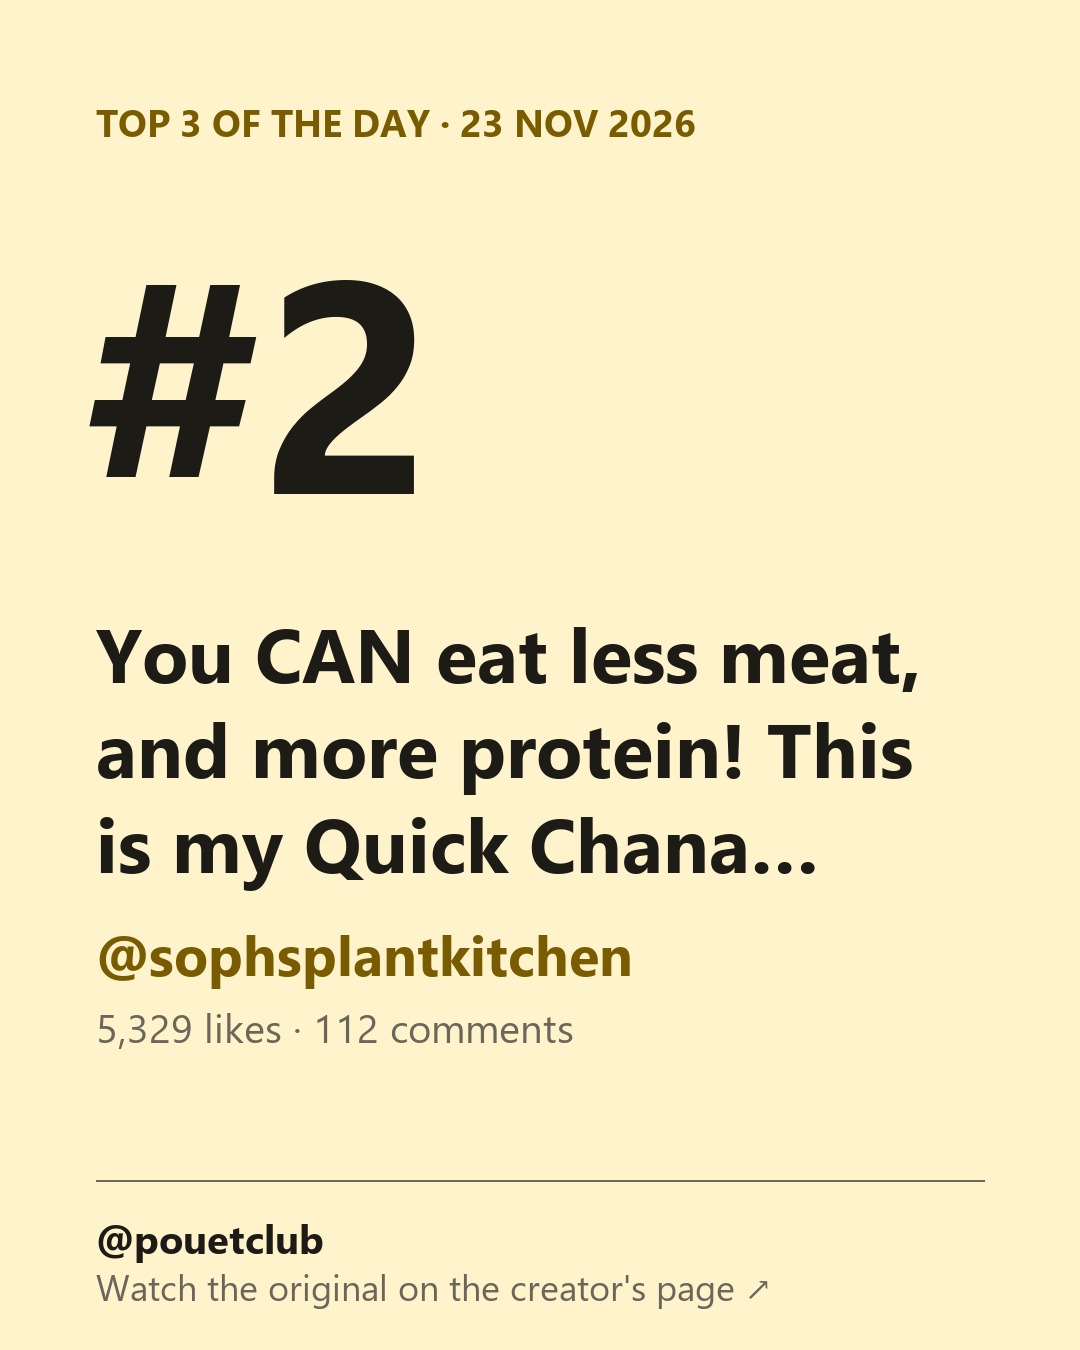 TOP 3 OF THE DAY · 23 NOV 2026
#2
You CAN eat less meat,
and more protein! This
is my Quick Chana…
@sophsplantkitchen
5,329 likes · 112 comments
@pouetclub
Watch the original on the creator's page ↗